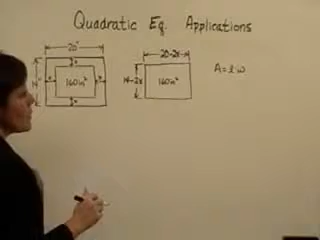 Quadratic Eq. Applications
20"
20-2x
x
14"
x
160in²
x
14-2x
160in²
A = l·w
x